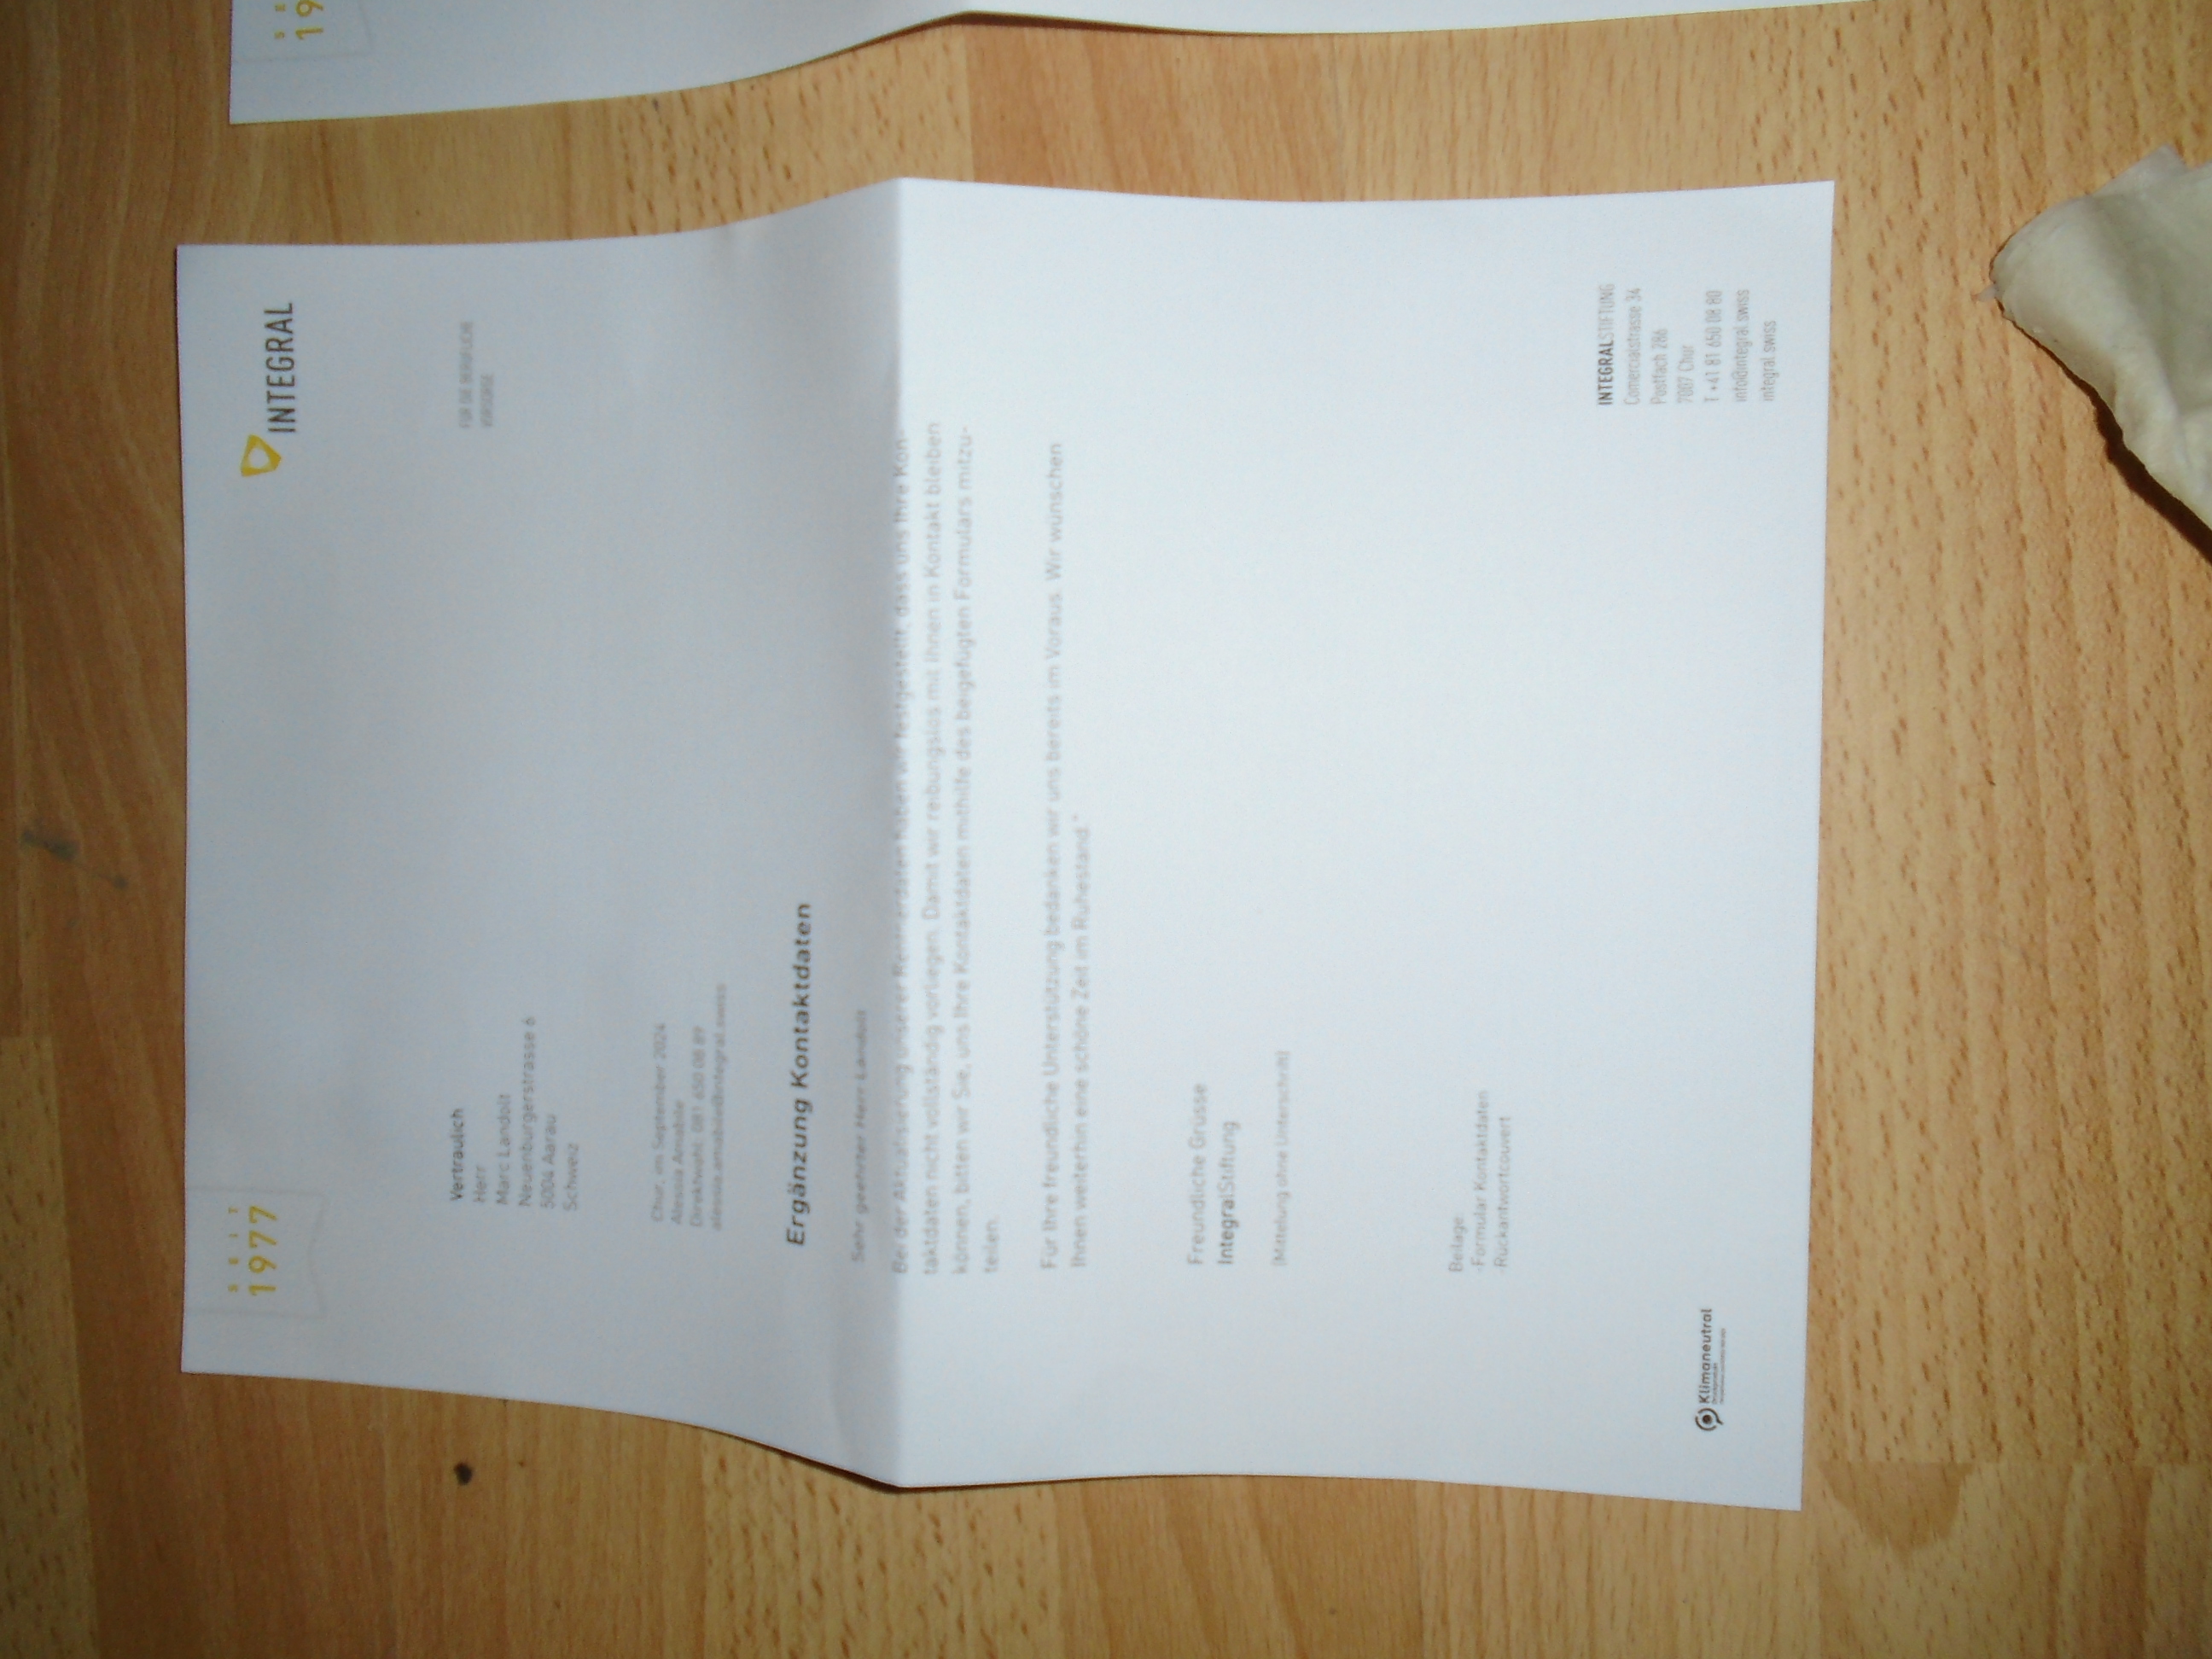 SEIT
1977
INTEGRAL
FÜR DIE BERUFLICHE
VORSORGE
Vertraulich
Herr
Marc Landolt
Neuenburgerstrasse 6
5004 Aarau
Schweiz
Chur, im September 2024
Alessia Amabile
Direktwahl: 081 650 08 89
alessia.amabile@integral.swiss
Ergänzung Kontaktdaten
Sehr geehrter Herr Landolt
Bei der Aktualisierung unserer haben wir festgestellt, dass uns Ihre Kon-
taktdaten nicht vollständig vorliegen. Damit wir reibungslos mit Ihnen in Kontakt bleiben
können, bitten wir Sie, uns Ihre Kontaktdaten mithilfe des beigefügten Formulars mitzu-
teilen.
Für Ihre freundliche Unterstützung bedanken wir uns bereits im Voraus. Wir wünschen
Ihnen weiterhin eine schöne Zeit im Ruhestand."
Freundliche Grüsse
IntegralStiftung
(Mitteilung ohne Unterschrift)
Beilage
-Formular Kontaktdaten
-Rückantwortcouvert
Klimaneutral
INTEGRALSTIFTUNG
Comercialstrasse 34
Postfach 286
7007 Chur
T +41 81 650 08 80
info@integral.swiss
integral.swiss